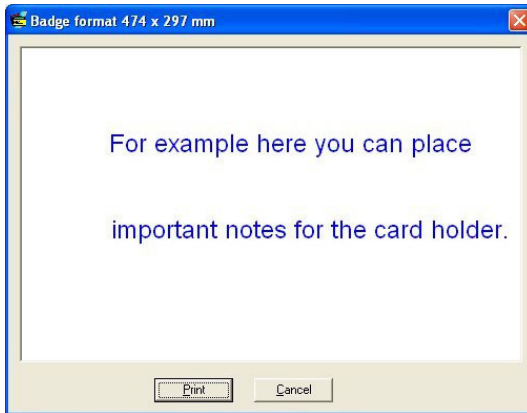 Badge format 474 x 297 mm
For example here you can place
important notes for the card holder.
Print
Cancel